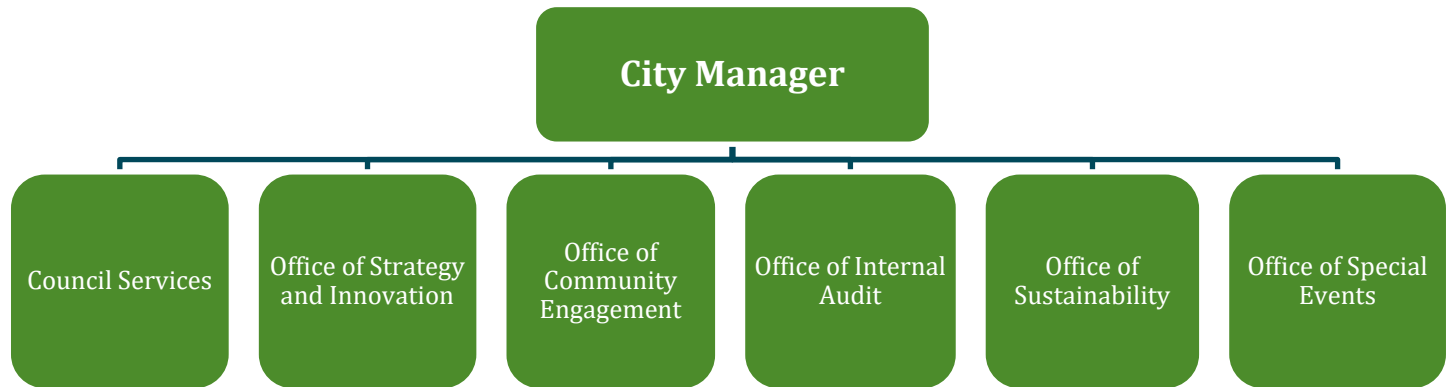 City Manager
Council Services
Office of Strategy
and Innovation
Office of
Community
Engagement
Office of Internal
Audit
Office of
Sustainability
Office of Special
Events